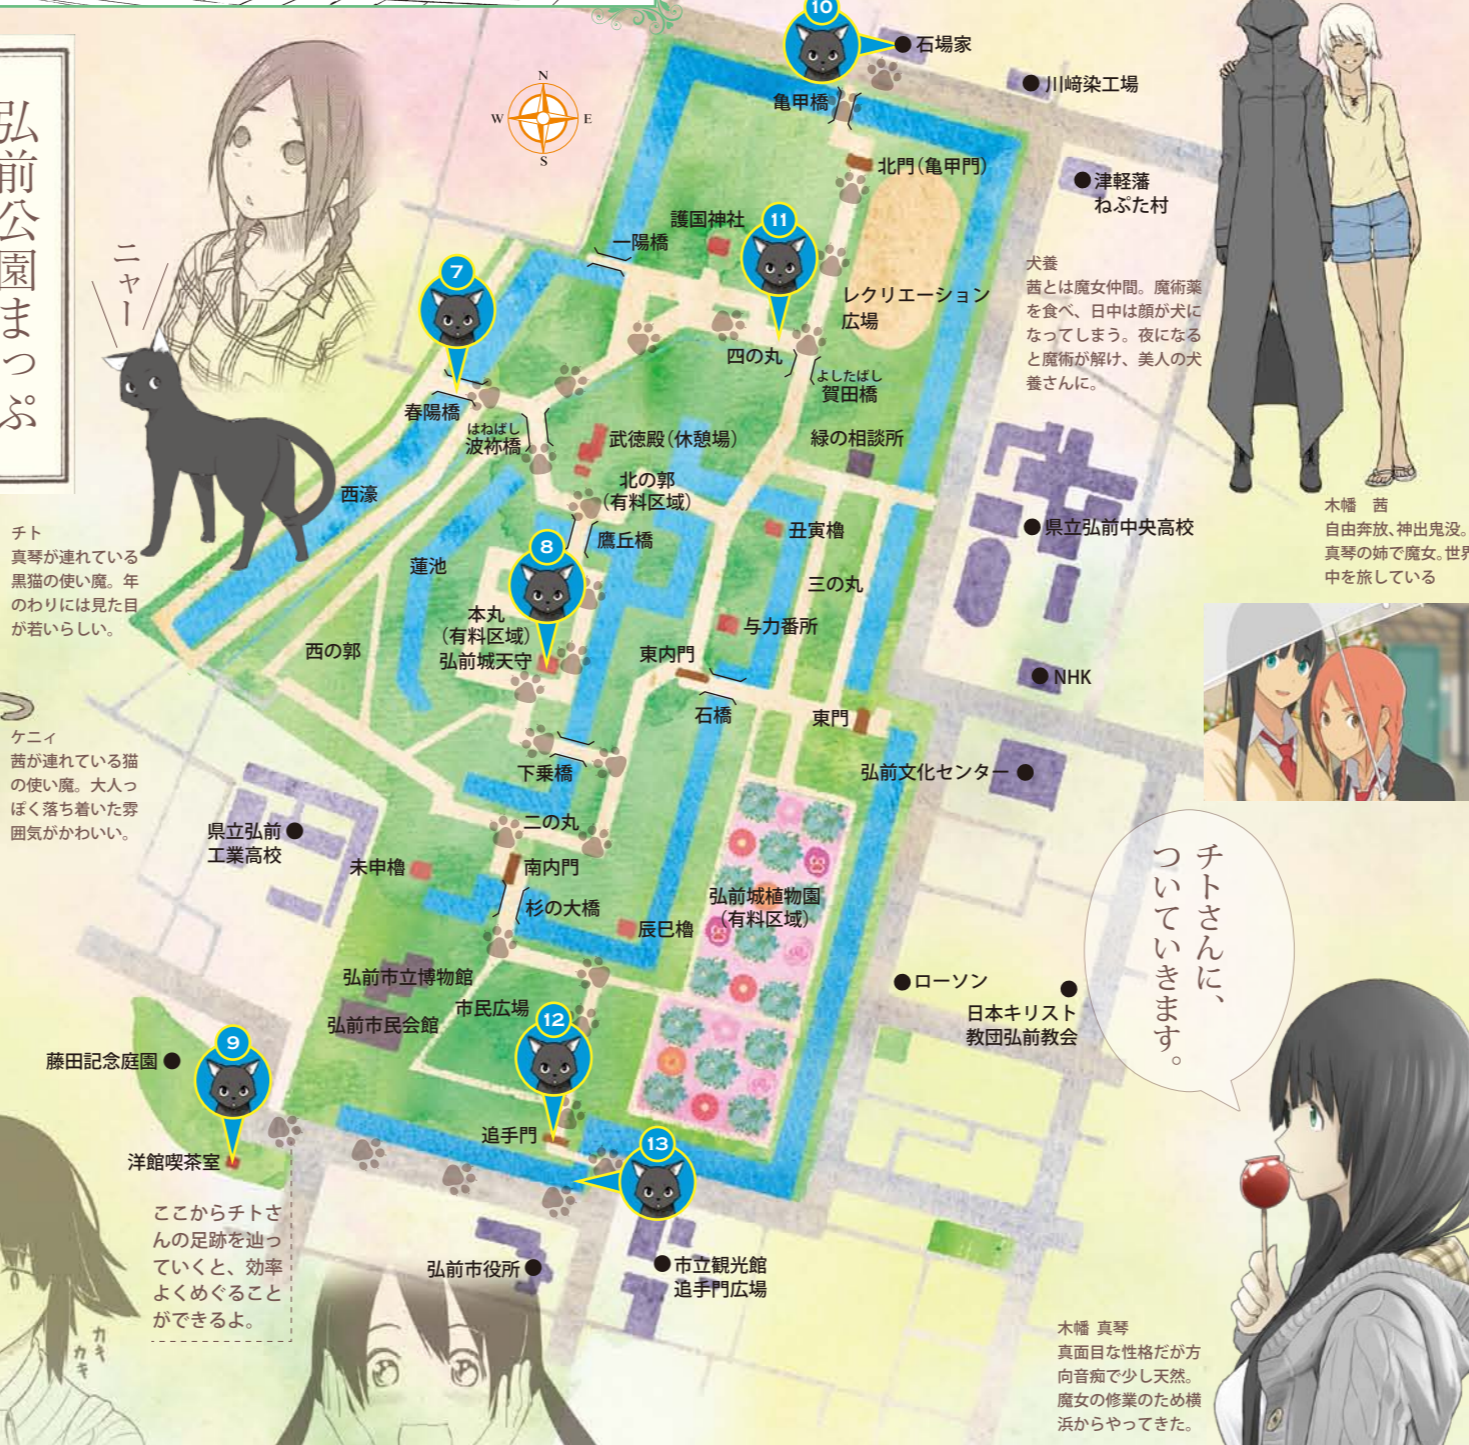 弘前公園まっぷ
ニャー
チト
真琴が連れている
黒猫の使い魔。年
のわりには見た目
が若いらしい。
ケニィ
茜が連れている猫
の使い魔。大人っ
ぽく落ち着いた雰
囲気がかわいい。
N
W
E
S
10
石場家
川﨑染工場
亀甲橋
北門(亀甲門)
津軽藩
ねぷた村
護国神社
11
一陽橋
7
レクリエーション
広場
四の丸
よしたばし
賀田橋
春陽橋
はねばし
波祢橋
武徳殿(休憩場)
緑の相談所
北の郭
(有料区域)
西濠
鷹丘橋
丑寅櫓
県立弘前中央高校
8
蓮池
三の丸
本丸
(有料区域)
弘前城天守
与力番所
西の郭
東内門
NHK
石橋
東門
下乗橋
弘前文化センター
県立弘前
工業高校
二の丸
未申櫓
南内門
杉の大橋
弘前城植物園
(有料区域)
辰巳櫓
弘前市立博物館
市民広場
弘前市民会館
12
ローソン
日本キリスト
教団弘前教会
藤田記念庭園
9
洋館喫茶室
追手門
13
ここからチトさ
んの足跡を辿っ
ていくと、効率
よくめぐること
ができるよ。
弘前市役所
市立観光館
追手門広場
カキ
カキ
犬養
茜とは魔女仲間。魔術薬
を食べ、日中は顔が犬に
なってしまう。夜になる
と魔術が解け、美人の犬
養さんに。
木幡 茜
自由奔放、神出鬼没。
真琴の姉で魔女。世界
中を旅している
チトさんに、
ついていきます。
木幡 真琴
真面目な性格だが方
向音痴で少し天然。
魔女の修業のため横
浜からやってきた。